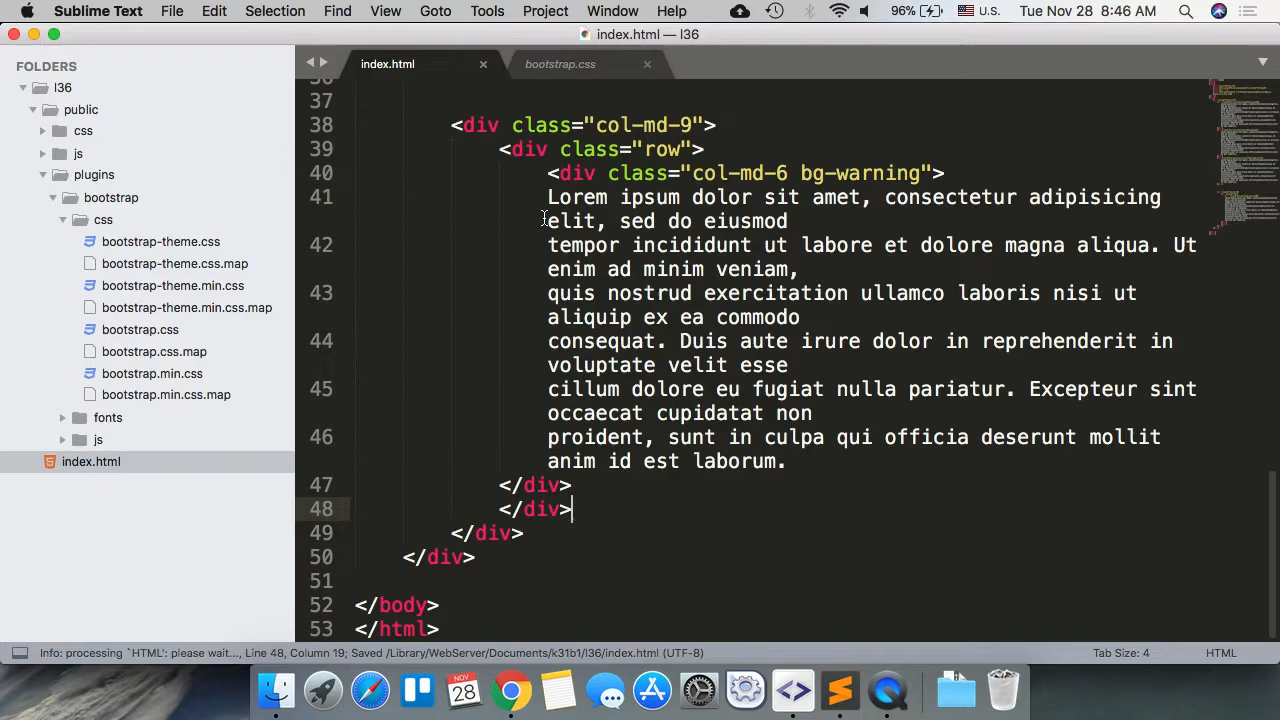 Sublime Text File Edit Selection Find View Goto Tools Project Window Help 96% U.S. Tue Nov 28 8:46 AM
index.html — l36
FOLDERS
l36
public
css
js
plugins
bootstrap
css
bootstrap-theme.css
bootstrap-theme.css.map
bootstrap-theme.min.css
bootstrap-theme.min.css.map
bootstrap.css
bootstrap.css.map
bootstrap.min.css
bootstrap.min.css.map
fonts
js
index.html
index.html bootstrap.css
36
37
38 <div class="col-md-9">
39 <div class="row">
40 <div class="col-md-6 bg-warning">
41 Lorem ipsum dolor sit amet, consectetur adipisicing
elit, sed do eiusmod
42 tempor incididunt ut labore et dolore magna aliqua. Ut
enim ad minim veniam,
43 quis nostrud exercitation ullamco laboris nisi ut
aliquip ex ea commodo
44 consequat. Duis aute irure dolor in reprehenderit in
voluptate velit esse
45 cillum dolore eu fugiat nulla pariatur. Excepteur sint
occaecat cupidatat non
46 proident, sunt in culpa qui officia deserunt mollit
anim id est laborum.
47 </div>
48 </div>
49 </div>
50 </div>
51
52 </body>
53 </html>
Info: processing `HTML': please wait..., Line 48, Column 19; Saved /Library/WebServer/Documents/k31b1/l36/index.html (UTF-8) Tab Size: 4 HTML
NOV
28